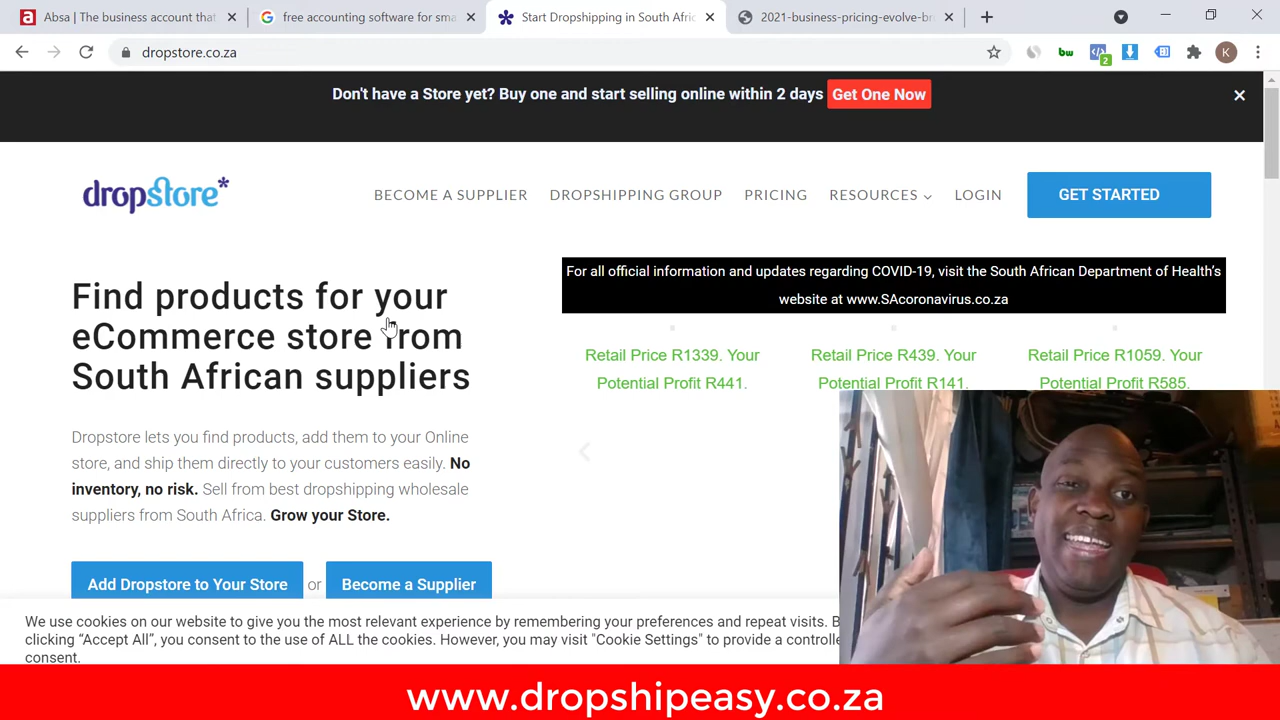 Absa | The business account that
free accounting software for sma
Start Dropshipping in South Afric
2021-business-pricing-evolve-br
dropstore.co.za
bw
2
K
Don't have a Store yet? Buy one and start selling online within 2 days Get One Now
dropstore*
BECOME A SUPPLIER
DROPSHIPPING GROUP
PRICING
RESOURCES
LOGIN
GET STARTED
Find products for your
eCommerce store from
South African suppliers
Dropstore lets you find products, add them to your Online
store, and ship them directly to your customers easily. No
inventory, no risk. Sell from best dropshipping wholesale
suppliers from South Africa. Grow your Store.
Add Dropstore to Your Store or Become a Supplier
For all official information and updates regarding COVID-19, visit the South African Department of Health's
website at www.SAcoronavirus.co.za
Retail Price R1339. Your
Potential Profit R441.
Retail Price R439. Your
Potential Profit R141.
Retail Price R1059. Your
Potential Profit R585.
We use cookies on our website to give you the most relevant experience by remembering your preferences and repeat visits. B
clicking “Accept All”, you consent to the use of ALL the cookies. However, you may visit "Cookie Settings" to provide a controlle
consent.
www.dropshipeasy.co.za